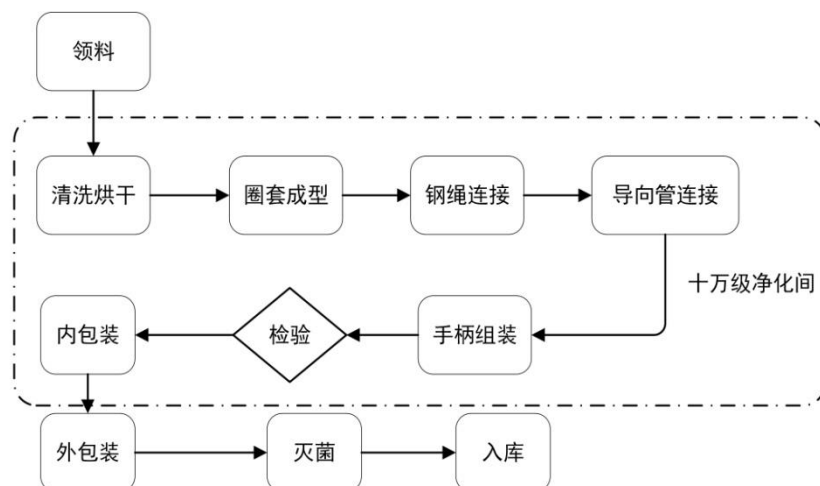 领料
清洗烘干
圈套成型
钢绳连接
导向管连接
十万级净化间
手柄组装
检验
内包装
外包装
灭菌
入库